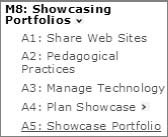 M8: Showcasing
Portfolios
A1: Share Web Sites
A2: Pedagogical
Practices
A3: Manage Technology
A4: Plan Showcase
A5: Showcase Portfolio